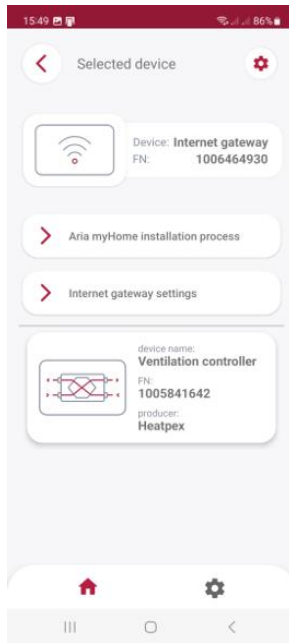 15:49 86%
Selected device
Device: Internet gateway
FN: 1006464930
Aria myHome installation process
Internet gateway settings
device name:
Ventilation controller
FN:
1005841642
producer:
Heatpex